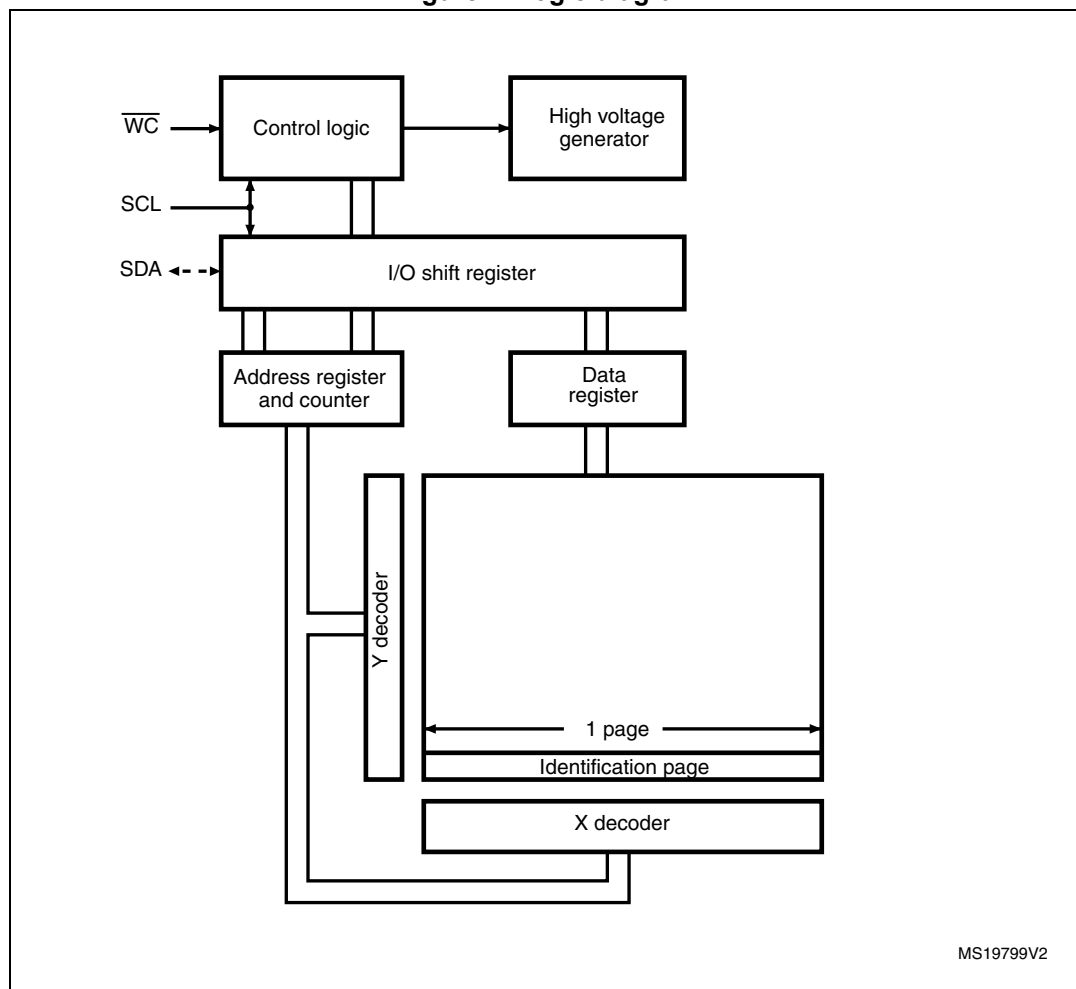 W̅C̅
Control logic
High voltage
generator
SCL
SDA
I/O shift register
Address register
and counter
Data
register
Y decoder
1 page
Identification page
X decoder
MS19799V2